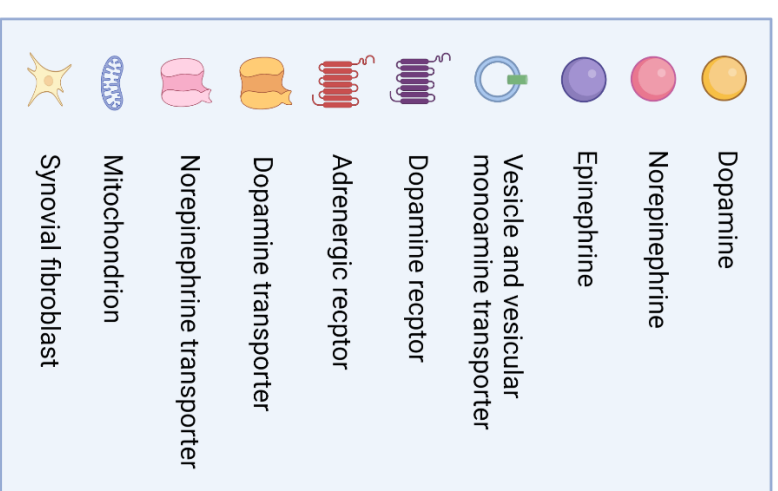 Dopamine
Norepinephrine
Epinephrine
Vesicle and vesicular
monoamine transporter
Dopamine recptor
Adrenergic recptor
Dopamine transporter
Norepinephrine transporter
Mitochondrion
Synovial fibroblast